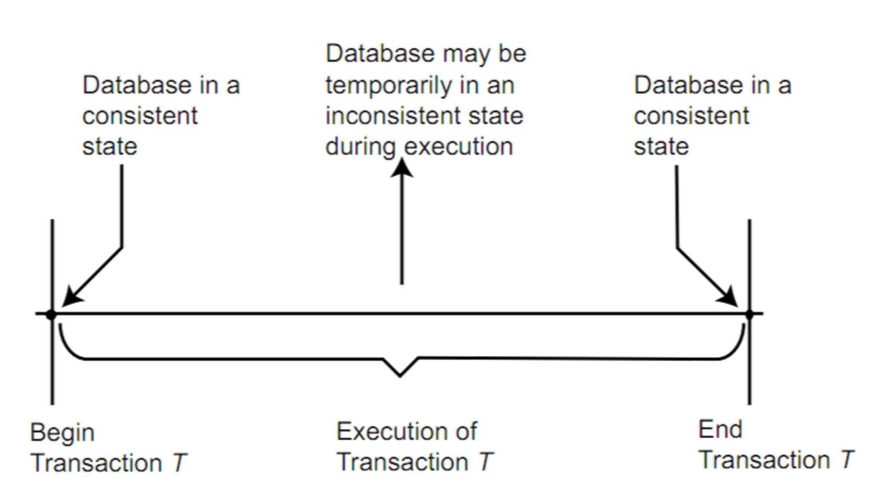 Database in a
consistent
state
Database may be
temporarily in an
inconsistent state
during execution
Database in a
consistent
state
Begin
Transaction T
Execution of
Transaction T
End
Transaction T